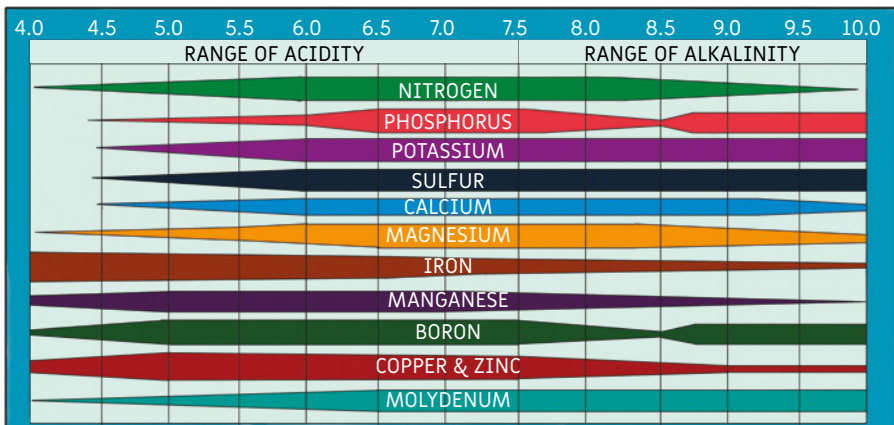 4.0 4.5 5.0 5.5 6.0 6.5 7.0 7.5 8.0 8.5 9.0 9.5 10.0
RANGE OF ACIDITY RANGE OF ALKALINITY
NITROGEN
PHOSPHORUS
POTASSIUM
SULFUR
CALCIUM
MAGNESIUM
IRON
MANGANESE
BORON
COPPER & ZINC
MOLYDENUM